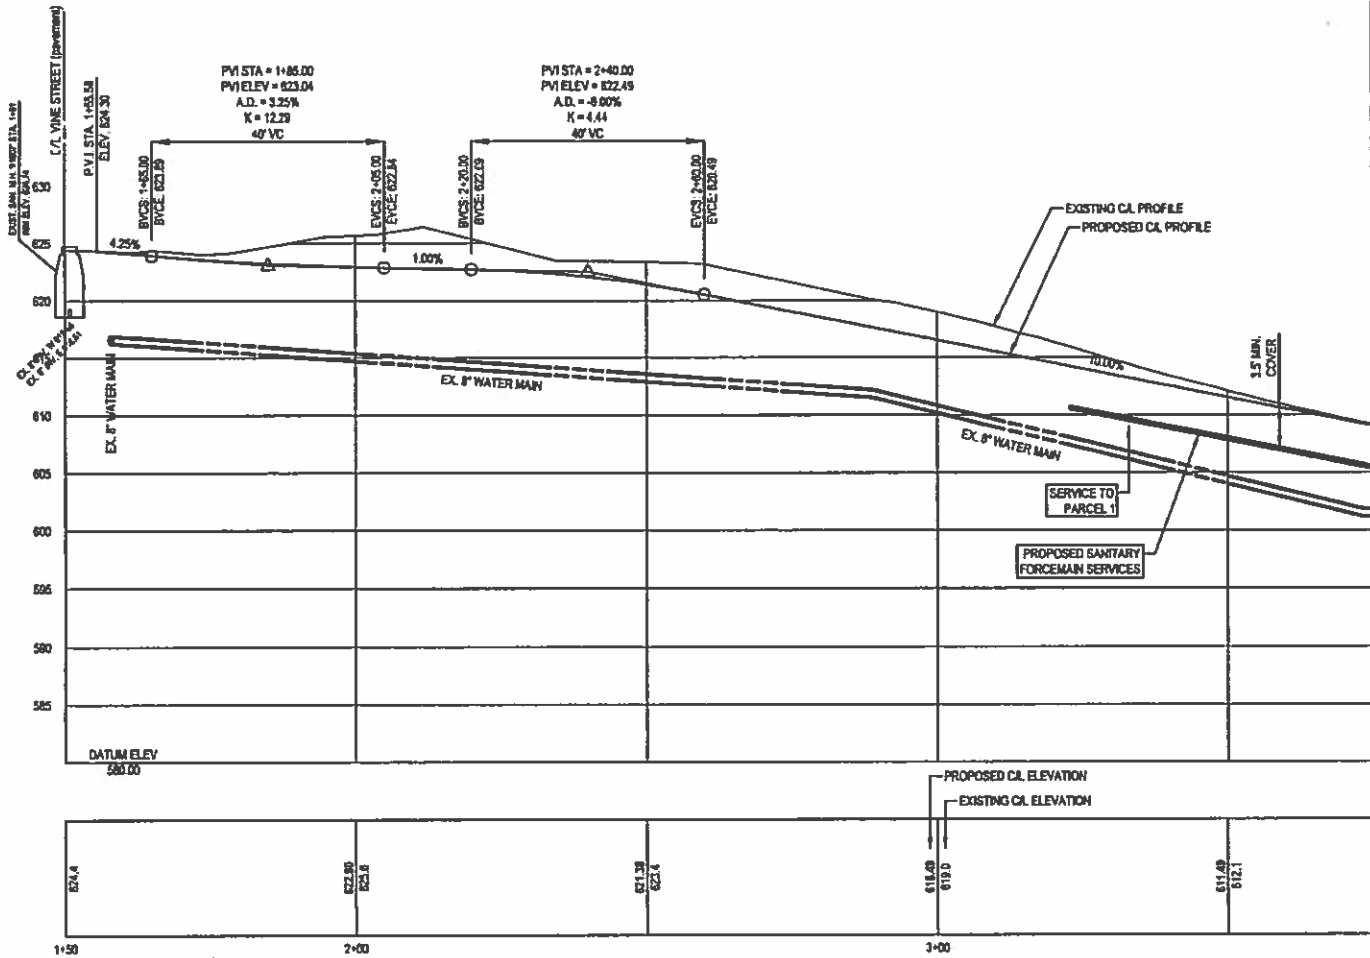 C/L VINE STREET (pavement)
P.V.I. STA. 1+55.58
ELEV. 624.30
PVI STA = 1+85.00
PVI ELEV = 623.04
A.D. = 3.25%
K = 12.29
40' VC
PVI STA = 2+40.00
PVI ELEV = 622.49
A.D. = -9.00%
K = 4.44
40' VC
BVCS: 1+65.00
BVCE: 623.89
EVCS: 2+05.00
EVCE: 622.84
BVCS: 2+20.00
BVCE: 622.69
EVCS: 2+60.00
EVCE: 620.49
630
625
620
610
605
600
595
590
585
4.25%
1.00%
10.00%
EXISTING C/L PROFILE
PROPOSED C/L PROFILE
3.5' MIN.
COVER
EX. 8" WATER MAIN
EX. 8" WATER MAIN
EX. 8" WATER MAIN
SERVICE TO
PARCEL 1
PROPOSED SANITARY
FORCEMAIN SERVICES
DATUM ELEV
580.00
PROPOSED C/L ELEVATION
EXISTING C/L ELEVATION
624.4
622.90
625.6
621.38
623.4
616.49
619.0
611.49
612.1
1+50
2+00
3+00